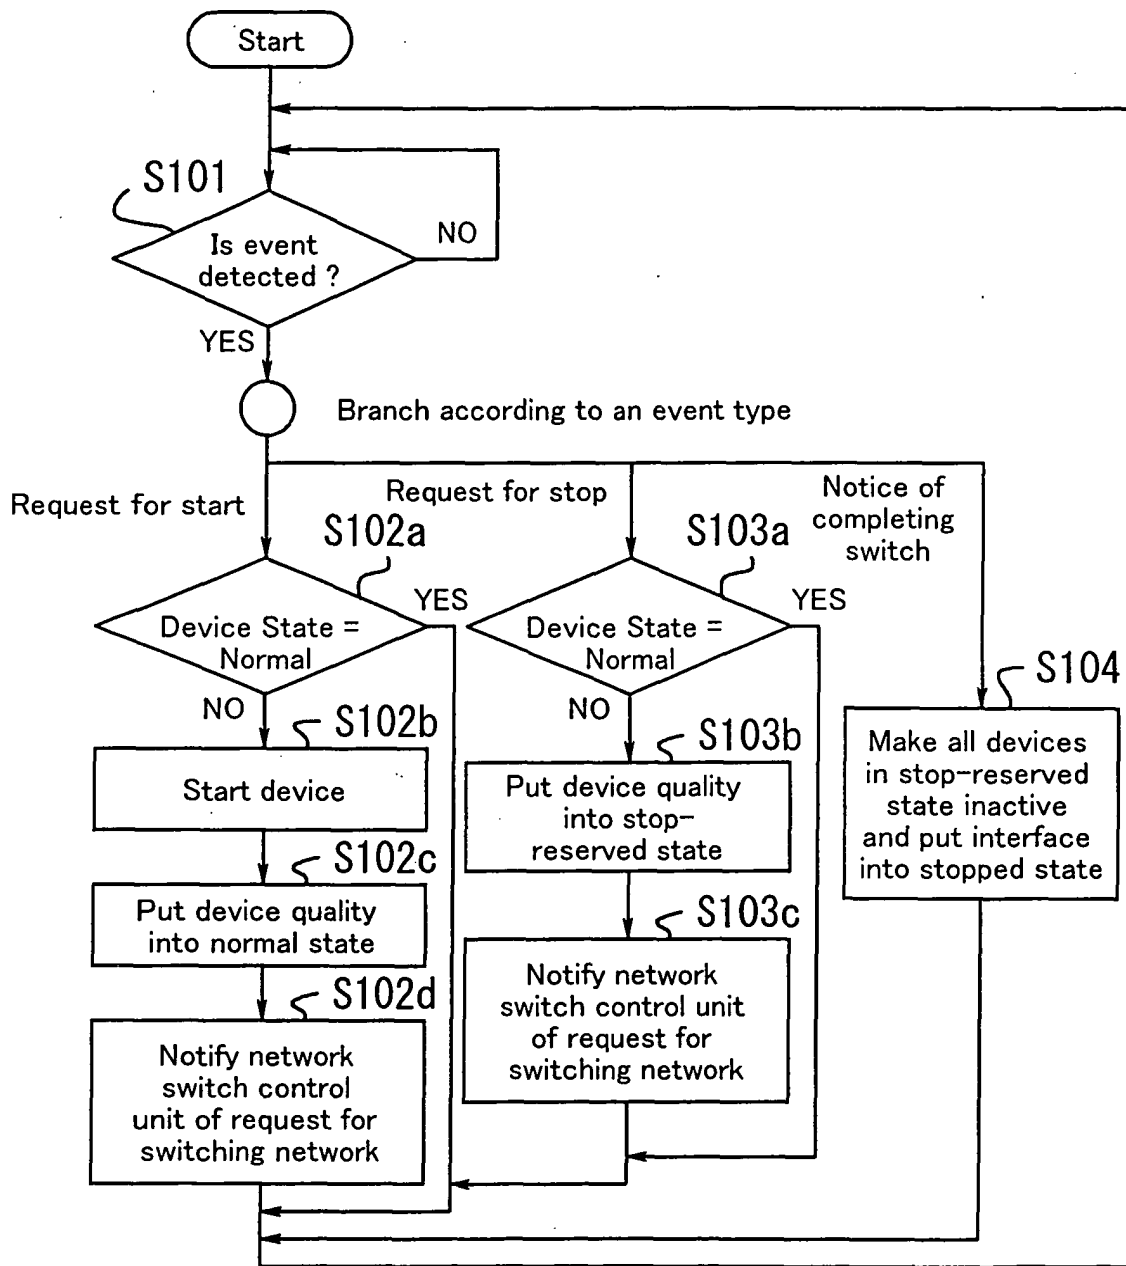 Start
S101
Is event
detected ?
NO
YES
Branch according to an event type
Request for start
Request for stop
Notice of
completing
switch
S102a
Device State =
Normal
YES
NO
S103a
Device State =
Normal
YES
NO
S104
Make all devices
in stop-reserved
state inactive
and put interface
into stopped state
S102b
Start device
S103b
Put device quality
into stop-
reserved state
S102c
Put device quality
into normal state
S103c
Notify network
switch control unit
of request for
switching network
S102d
Notify network
switch control
unit of request for
switching network